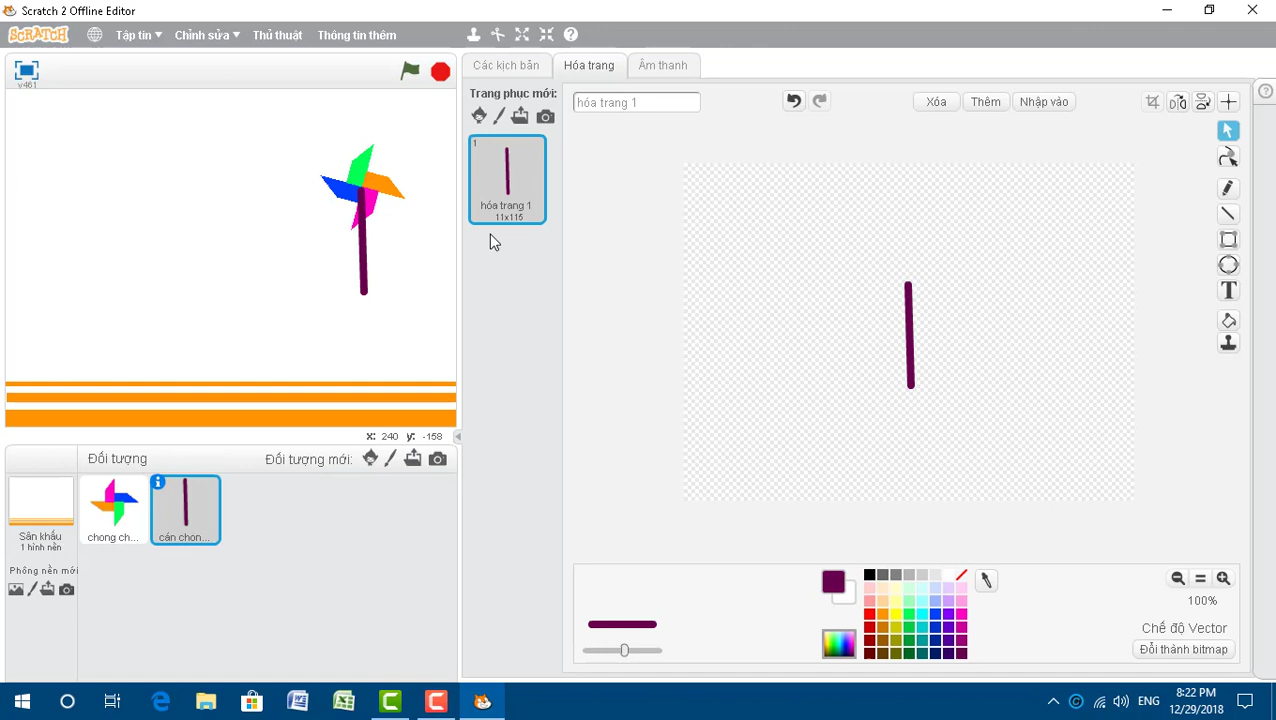 Scratch 2 Offline Editor
SCRATCH
Tập tin
Chỉnh sửa
Thủ thuật
Thông tin thêm
v461
Các kịch bản
Hóa trang
Âm thanh
Trang phục mới:
hóa trang 1
Xóa
Thêm
Nhập vào
1
hóa trang 1
11x115
T
x: 240 y: -158
Đối tượng
Đối tượng mới:
chong ch...
cán chon...
Sân khấu
1 hình nền
Phông nền mới
100%
Chế độ Vector
Đổi thành bitmap
ENG
8:22 PM
12/29/2018